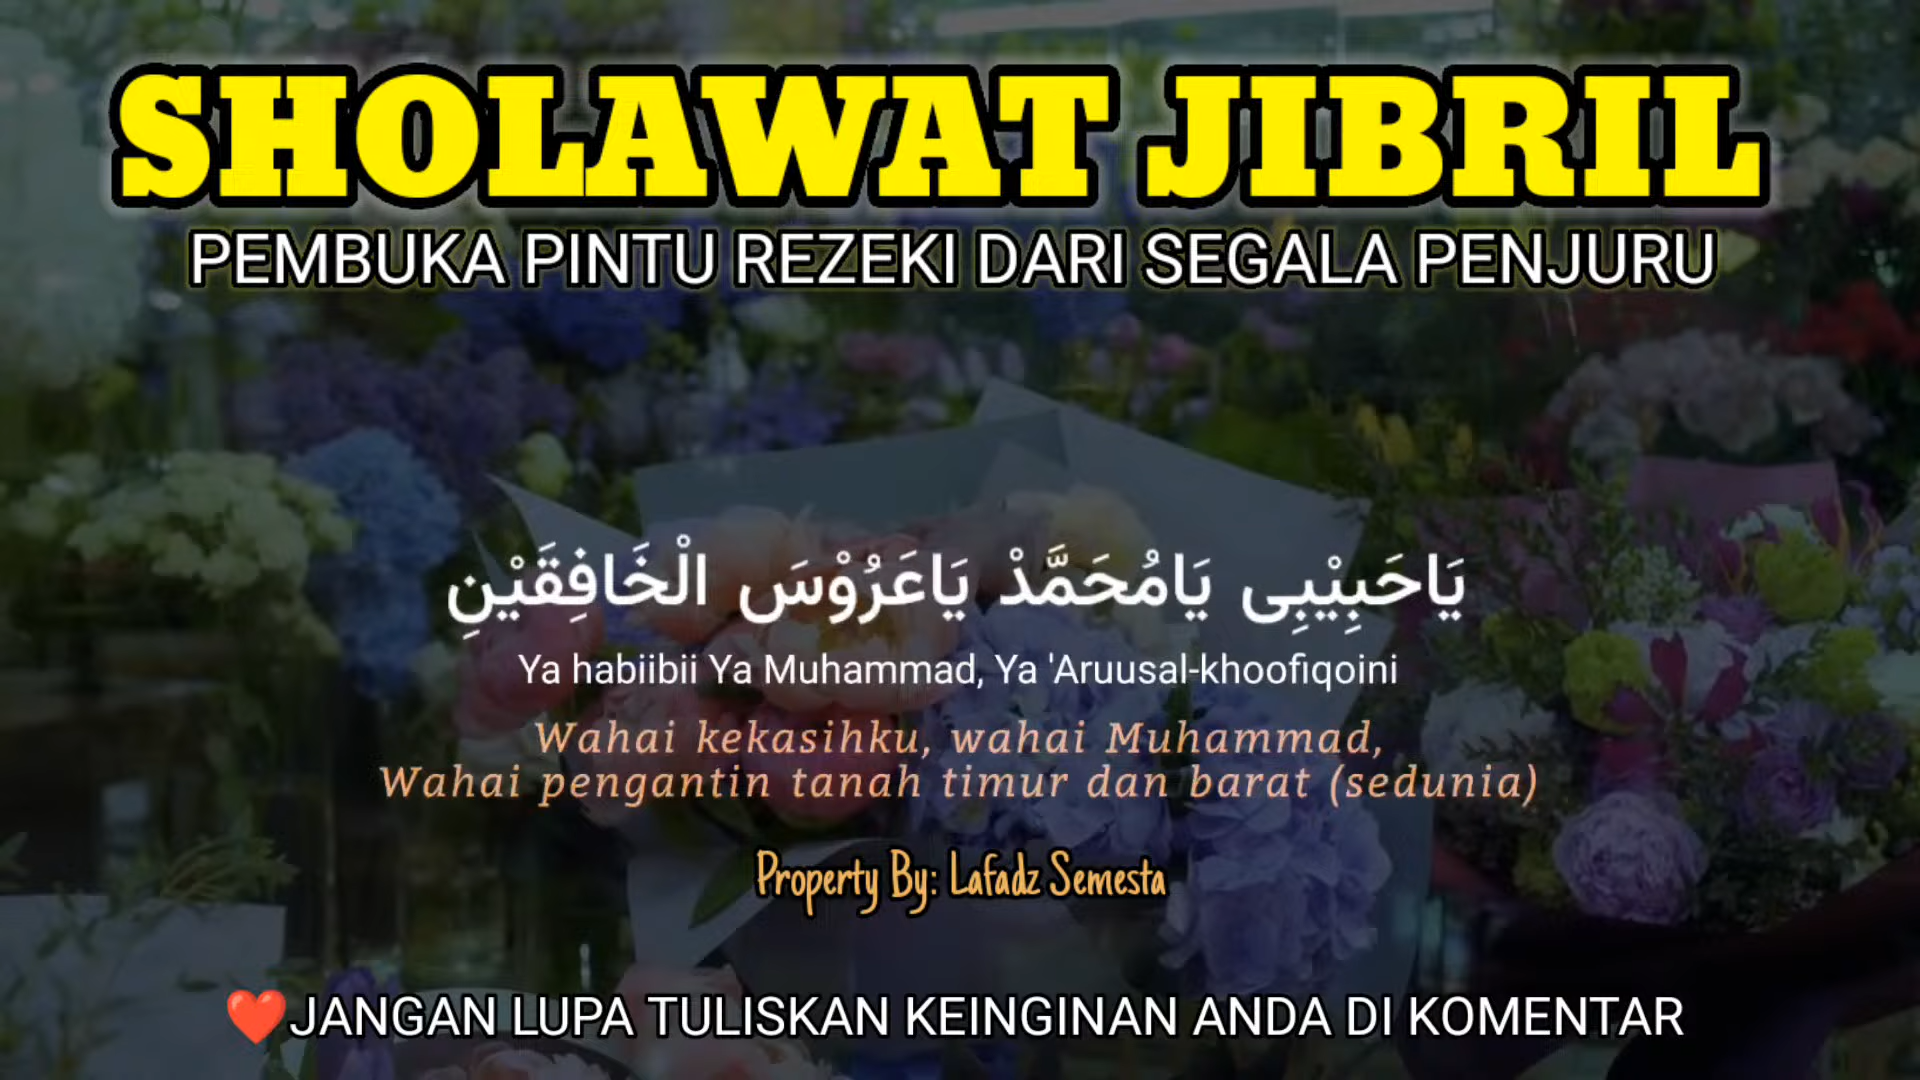 SHOLAWAT JIBRIL
PEMBUKA PINTU REZEKI DARI SEGALA PENJURU
يَاحَبِيْبِى يَامُحَمَّدْ يَاعَرُوْسَ الْخَافِقَيْنِ
Ya habiibii Ya Muhammad, Ya 'Aruusal-khoofiqoini
Wahai kekasihku, wahai Muhammad,
Wahai pengantin tanah timur dan barat (sedunia)
Property By: Lafadz Semesta
❤️JANGAN LUPA TULISKAN KEINGINAN ANDA DI KOMENTAR